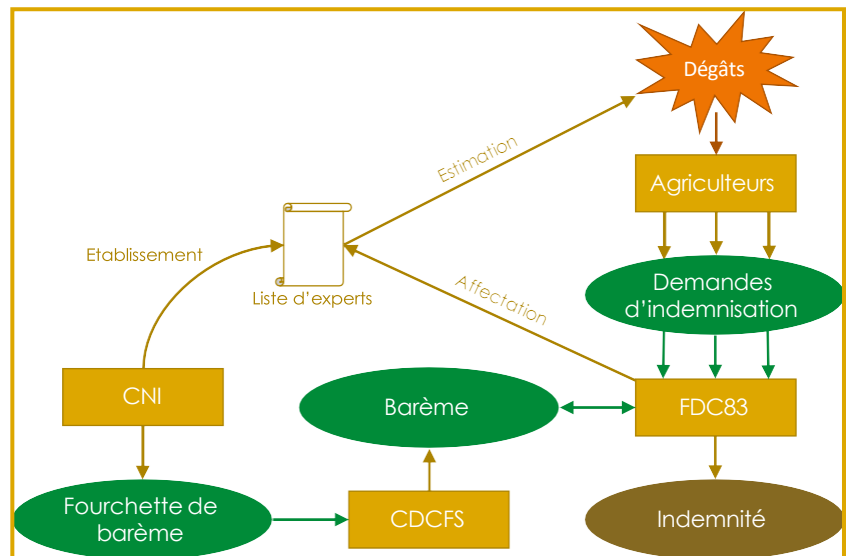 Dégâts
Estimation
Agriculteurs
Etablissement
Demandes
d'indemnisation
Liste d'experts
Affectation
CNI
Barème
FDC83
Fourchette de
barème
CDCFS
Indemnité